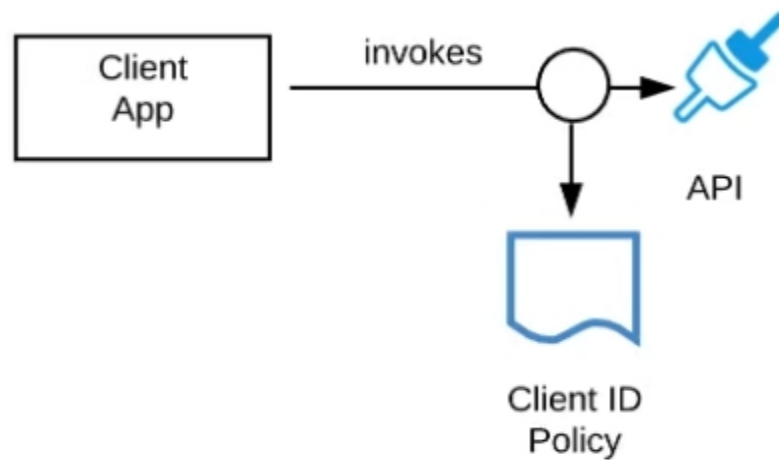 Client
App
invokes
API
Client ID
Policy